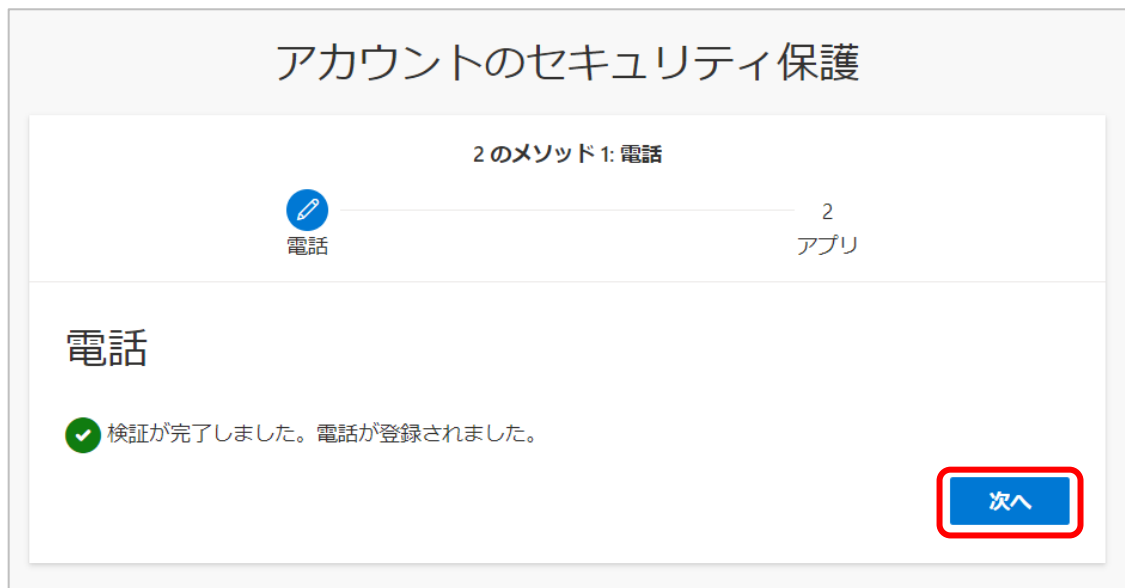 アカウントのセキュリティ保護
2 のメソッド 1: 電話
電話
2
アプリ
電話
検証が完了しました。電話が登録されました。
次へ